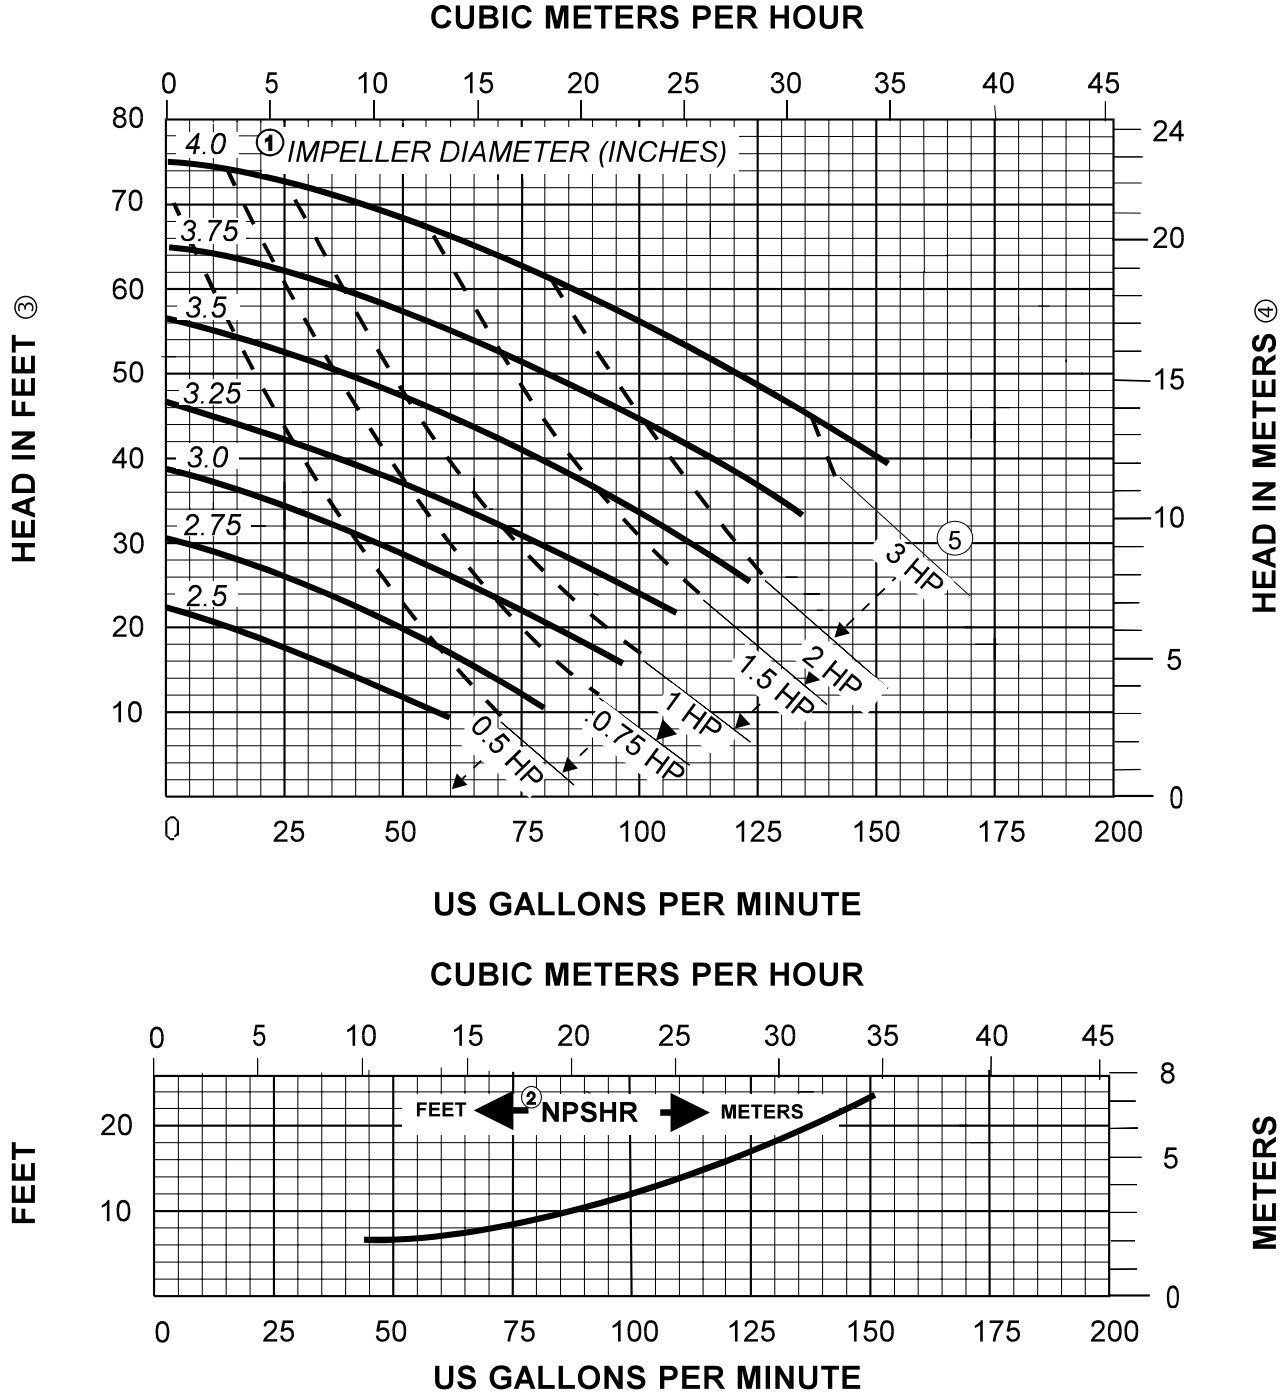 CUBIC METERS PER HOUR
0 5 10 15 20 25 30 35 40 45
80 70 60 50 40 30 20 10
24 20 15 10 5 0
① IMPELLER DIAMETER (INCHES)
4.0
3.75
3.5
3.25
3.0
2.75
2.5
HEAD IN FEET ③
HEAD IN METERS ④
⑤
3 HP
2 HP
1.5 HP
1 HP
0.75 HP
0.5 HP
0 25 50 75 100 125 150 175 200
US GALLONS PER MINUTE
CUBIC METERS PER HOUR
0 5 10 15 20 25 30 35 40 45
FEET ② NPSHR METERS
20 10
8 5 0
FEET
METERS
0 25 50 75 100 125 150 175 200
US GALLONS PER MINUTE